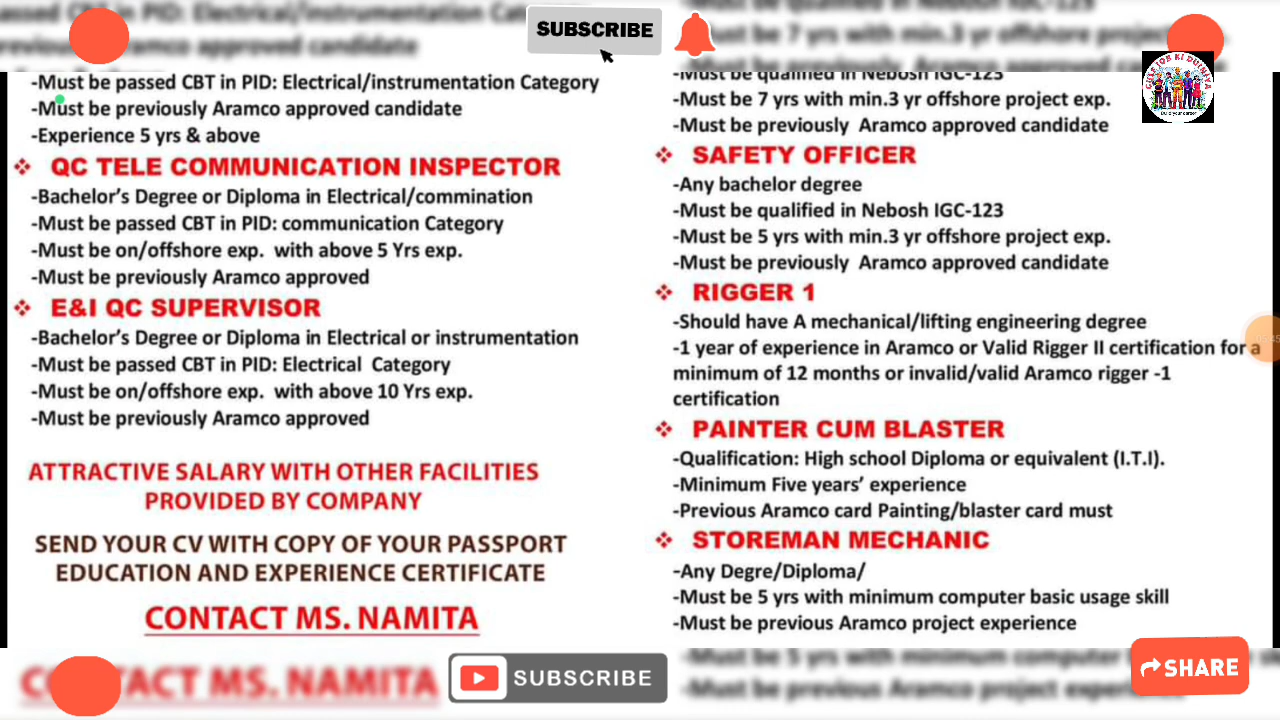 SUBSCRIBE
-Must be passed CBT in PID: Electrical/instrumentation Category
-Must be previously Aramco approved candidate
-Experience 5 yrs & above
QC TELE COMMUNICATION INSPECTOR
-Bachelor's Degree or Diploma in Electrical/commination
-Must be passed CBT in PID: communication Category
-Must be on/offshore exp. with above 5 Yrs exp.
-Must be previously Aramco approved
E&I QC SUPERVISOR
-Bachelor's Degree or Diploma in Electrical or instrumentation
-Must be passed CBT in PID: Electrical Category
-Must be on/offshore exp. with above 10 Yrs exp.
-Must be previously Aramco approved
ATTRACTIVE SALARY WITH OTHER FACILITIES
PROVIDED BY COMPANY
SEND YOUR CV WITH COPY OF YOUR PASSPORT
EDUCATION AND EXPERIENCE CERTIFICATE
CONTACT MS. NAMITA
-Must be qualified in Nebosh IGC-123
-Must be 7 yrs with min.3 yr offshore project exp.
-Must be previously Aramco approved candidate
SAFETY OFFICER
-Any bachelor degree
-Must be qualified in Nebosh IGC-123
-Must be 5 yrs with min.3 yr offshore project exp.
-Must be previously Aramco approved candidate
RIGGER 1
-Should have A mechanical/lifting engineering degree
-1 year of experience in Aramco or Valid Rigger II certification for a
minimum of 12 months or invalid/valid Aramco rigger -1
certification
PAINTER CUM BLASTER
-Qualification: High school Diploma or equivalent (I.T.I).
-Minimum Five years' experience
-Previous Aramco card Painting/blaster card must
STOREMAN MECHANIC
-Any Degre/Diploma/
-Must be 5 yrs with minimum computer basic usage skill
-Must be previous Aramco project experience
CONTACT MS. NAMITA
SUBSCRIBE
SHARE